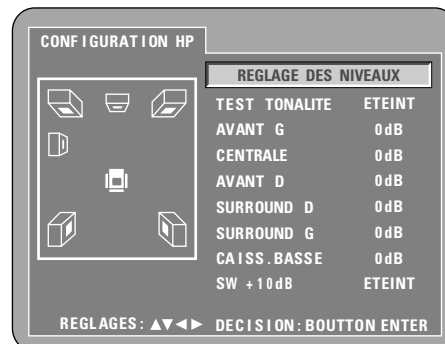 CONFIGURATION HP
REGLAGE DES NIVEAUX
TEST TONALITE ETEINT
AVANT G 0dB
CENTRALE 0dB
AVANT D 0dB
SURROUND D 0dB
SURROUND G 0dB
CAISS.BASSE 0dB
SW +10dB ETEINT
REGLAGES: ▲▼◄► DECISION:BOUTTON ENTER